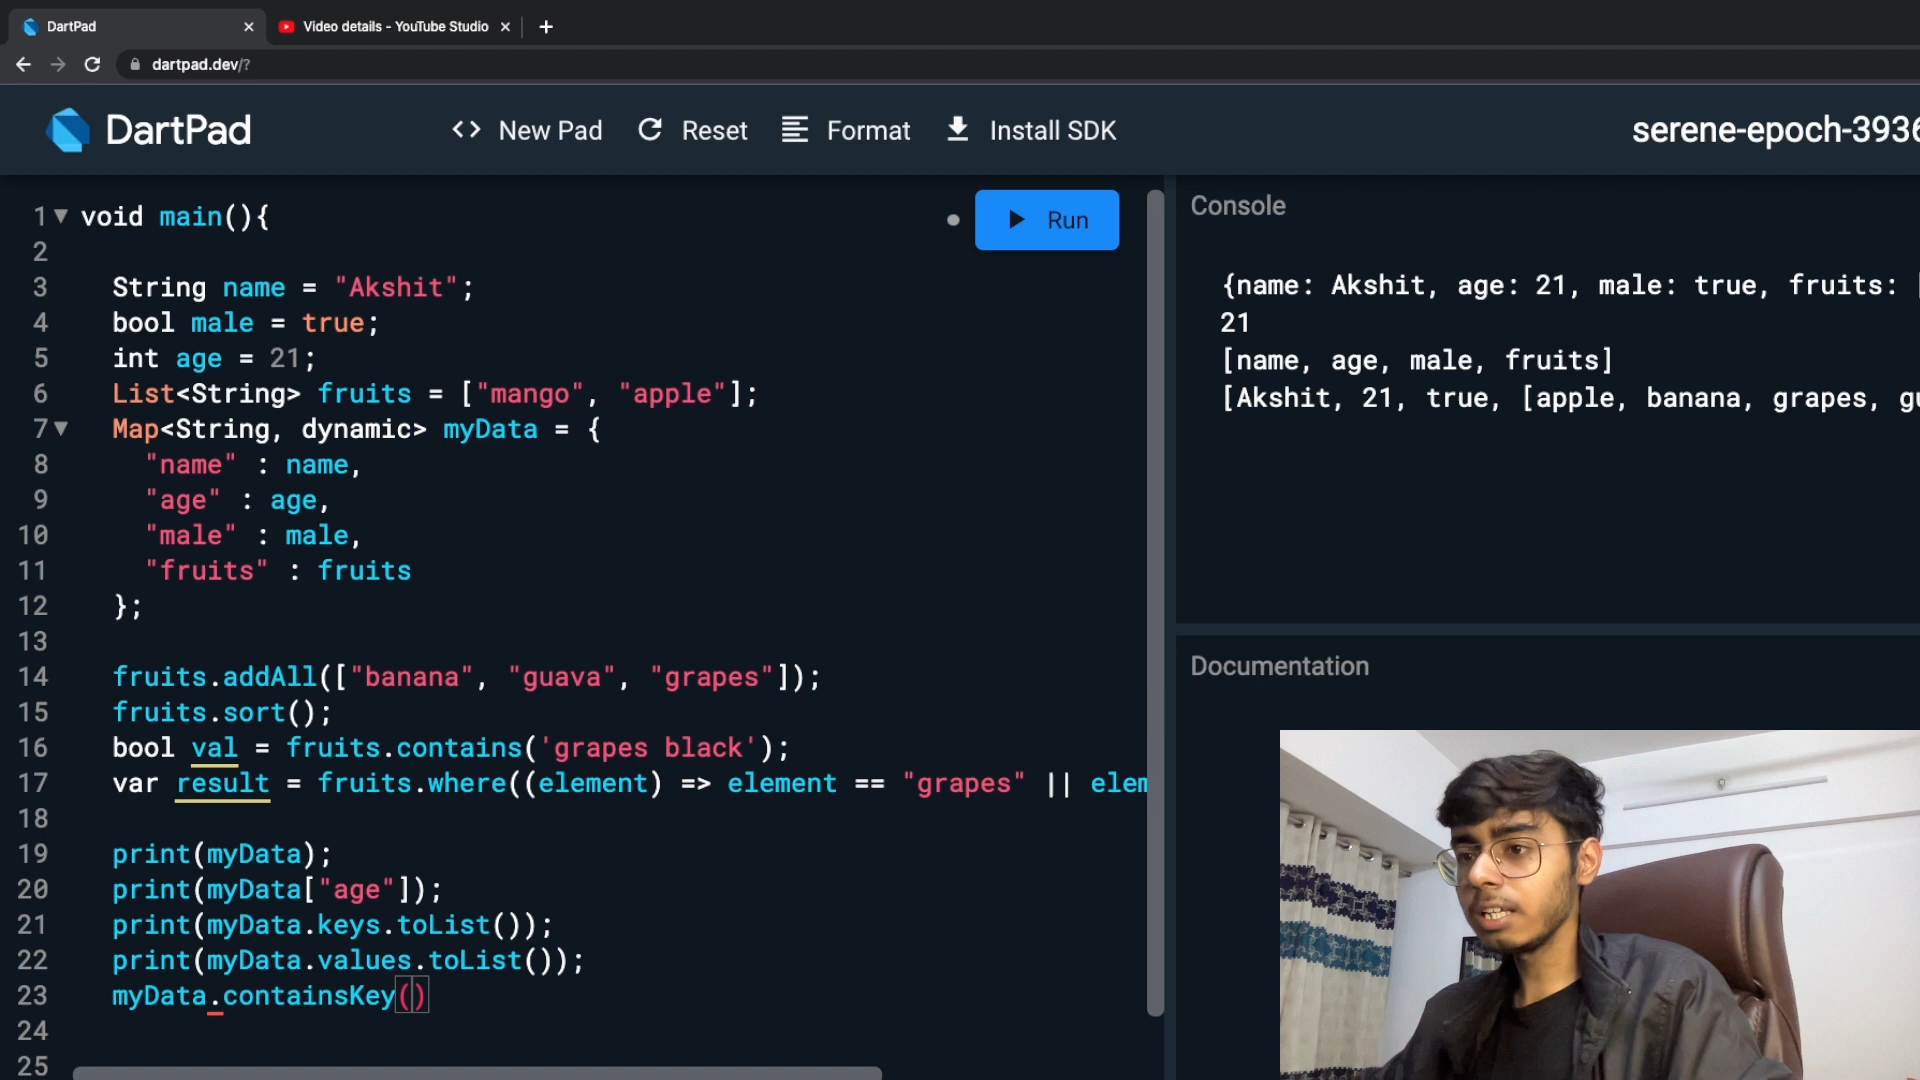 DartPad
Video details - YouTube Studio
dartpad.dev/?
DartPad
<> New Pad
Reset
Format
Install SDK
serene-epoch-3936
1 void main(){
2
3 String name = "Akshit";
4 bool male = true;
5 int age = 21;
6 List<String> fruits = ["mango", "apple"];
7 Map<String, dynamic> myData = {
8 "name" : name,
9 "age" : age,
10 "male" : male,
11 "fruits" : fruits
12 };
13
14 fruits.addAll(["banana", "guava", "grapes"]);
15 fruits.sort();
16 bool val = fruits.contains('grapes black');
17 var result = fruits.where((element) => element == "grapes" || elem
18
19 print(myData);
20 print(myData["age"]);
21 print(myData.keys.toList());
22 print(myData.values.toList());
23 myData.containsKey()
24
25
Run
Console
{name: Akshit, age: 21, male: true, fruits: [
21
[name, age, male, fruits]
[Akshit, 21, true, [apple, banana, grapes, gu
Documentation